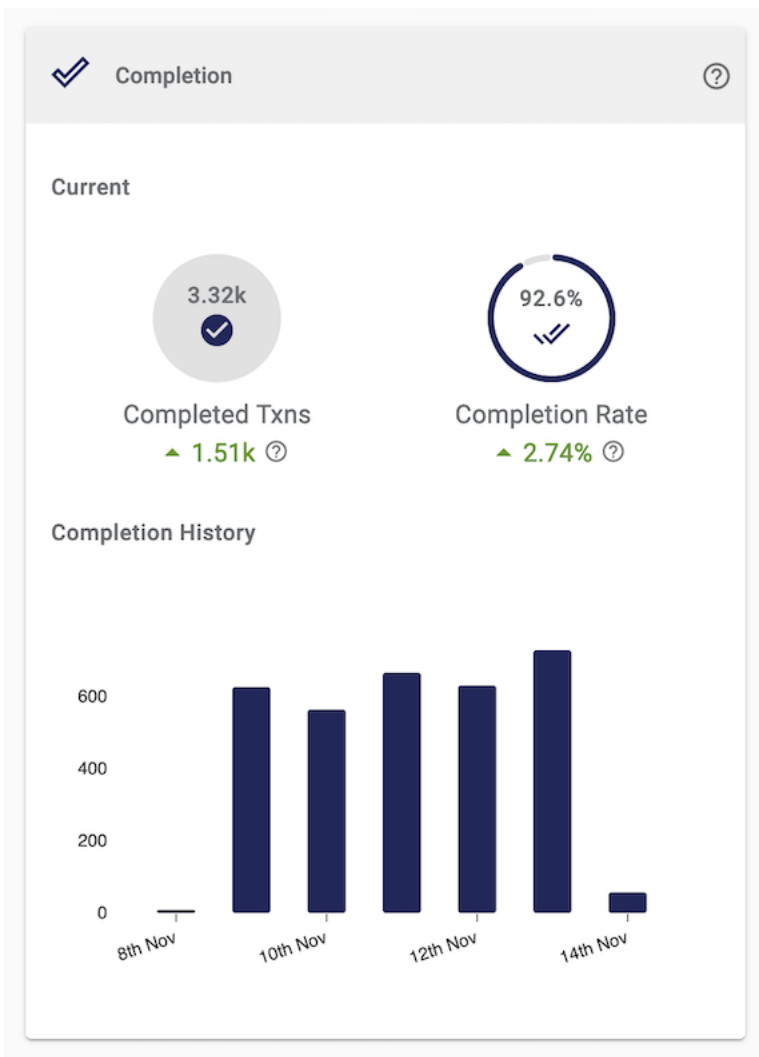 Completion
Current
3.32k
92.6%
Completed Txns
Completion Rate
1.51k
2.74%
Completion History
600
400
200
0
8th Nov
10th Nov
12th Nov
14th Nov